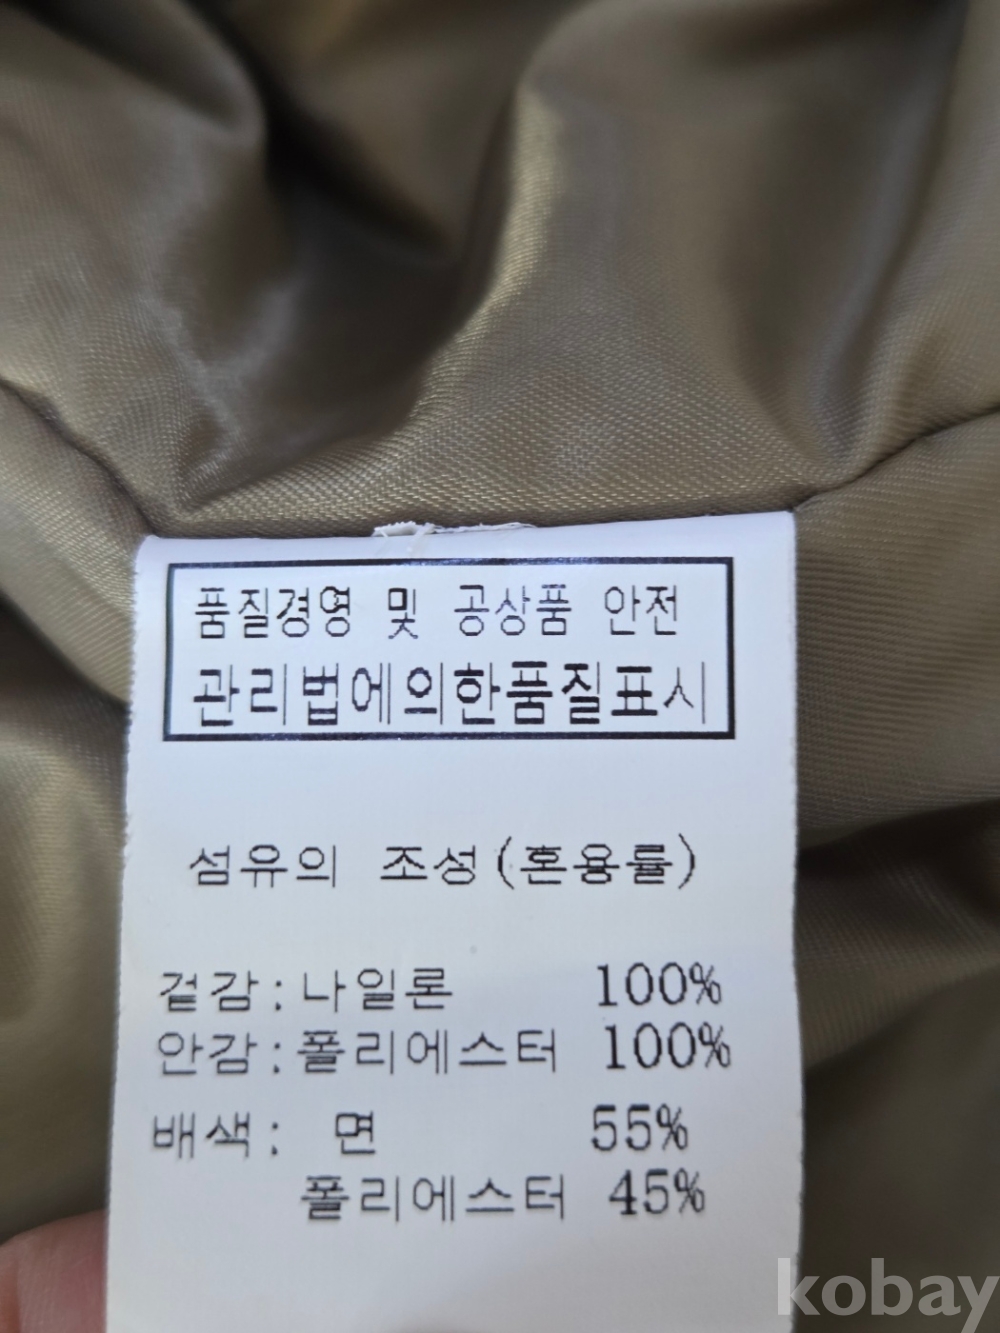 품질경영 및 공상품 안전
관리법에의한품질표시
섬유의 조성(혼용률)
겉감: 나일론 100%
안감: 폴리에스터 100%
배색: 면 55%
폴리에스터 45%
kobay